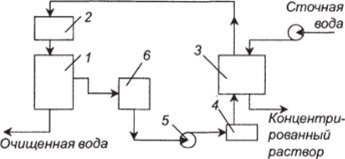 2
Сточная
вода
1
6
3
5
4
Концентри-
рованный
раствор
Очищенная вода